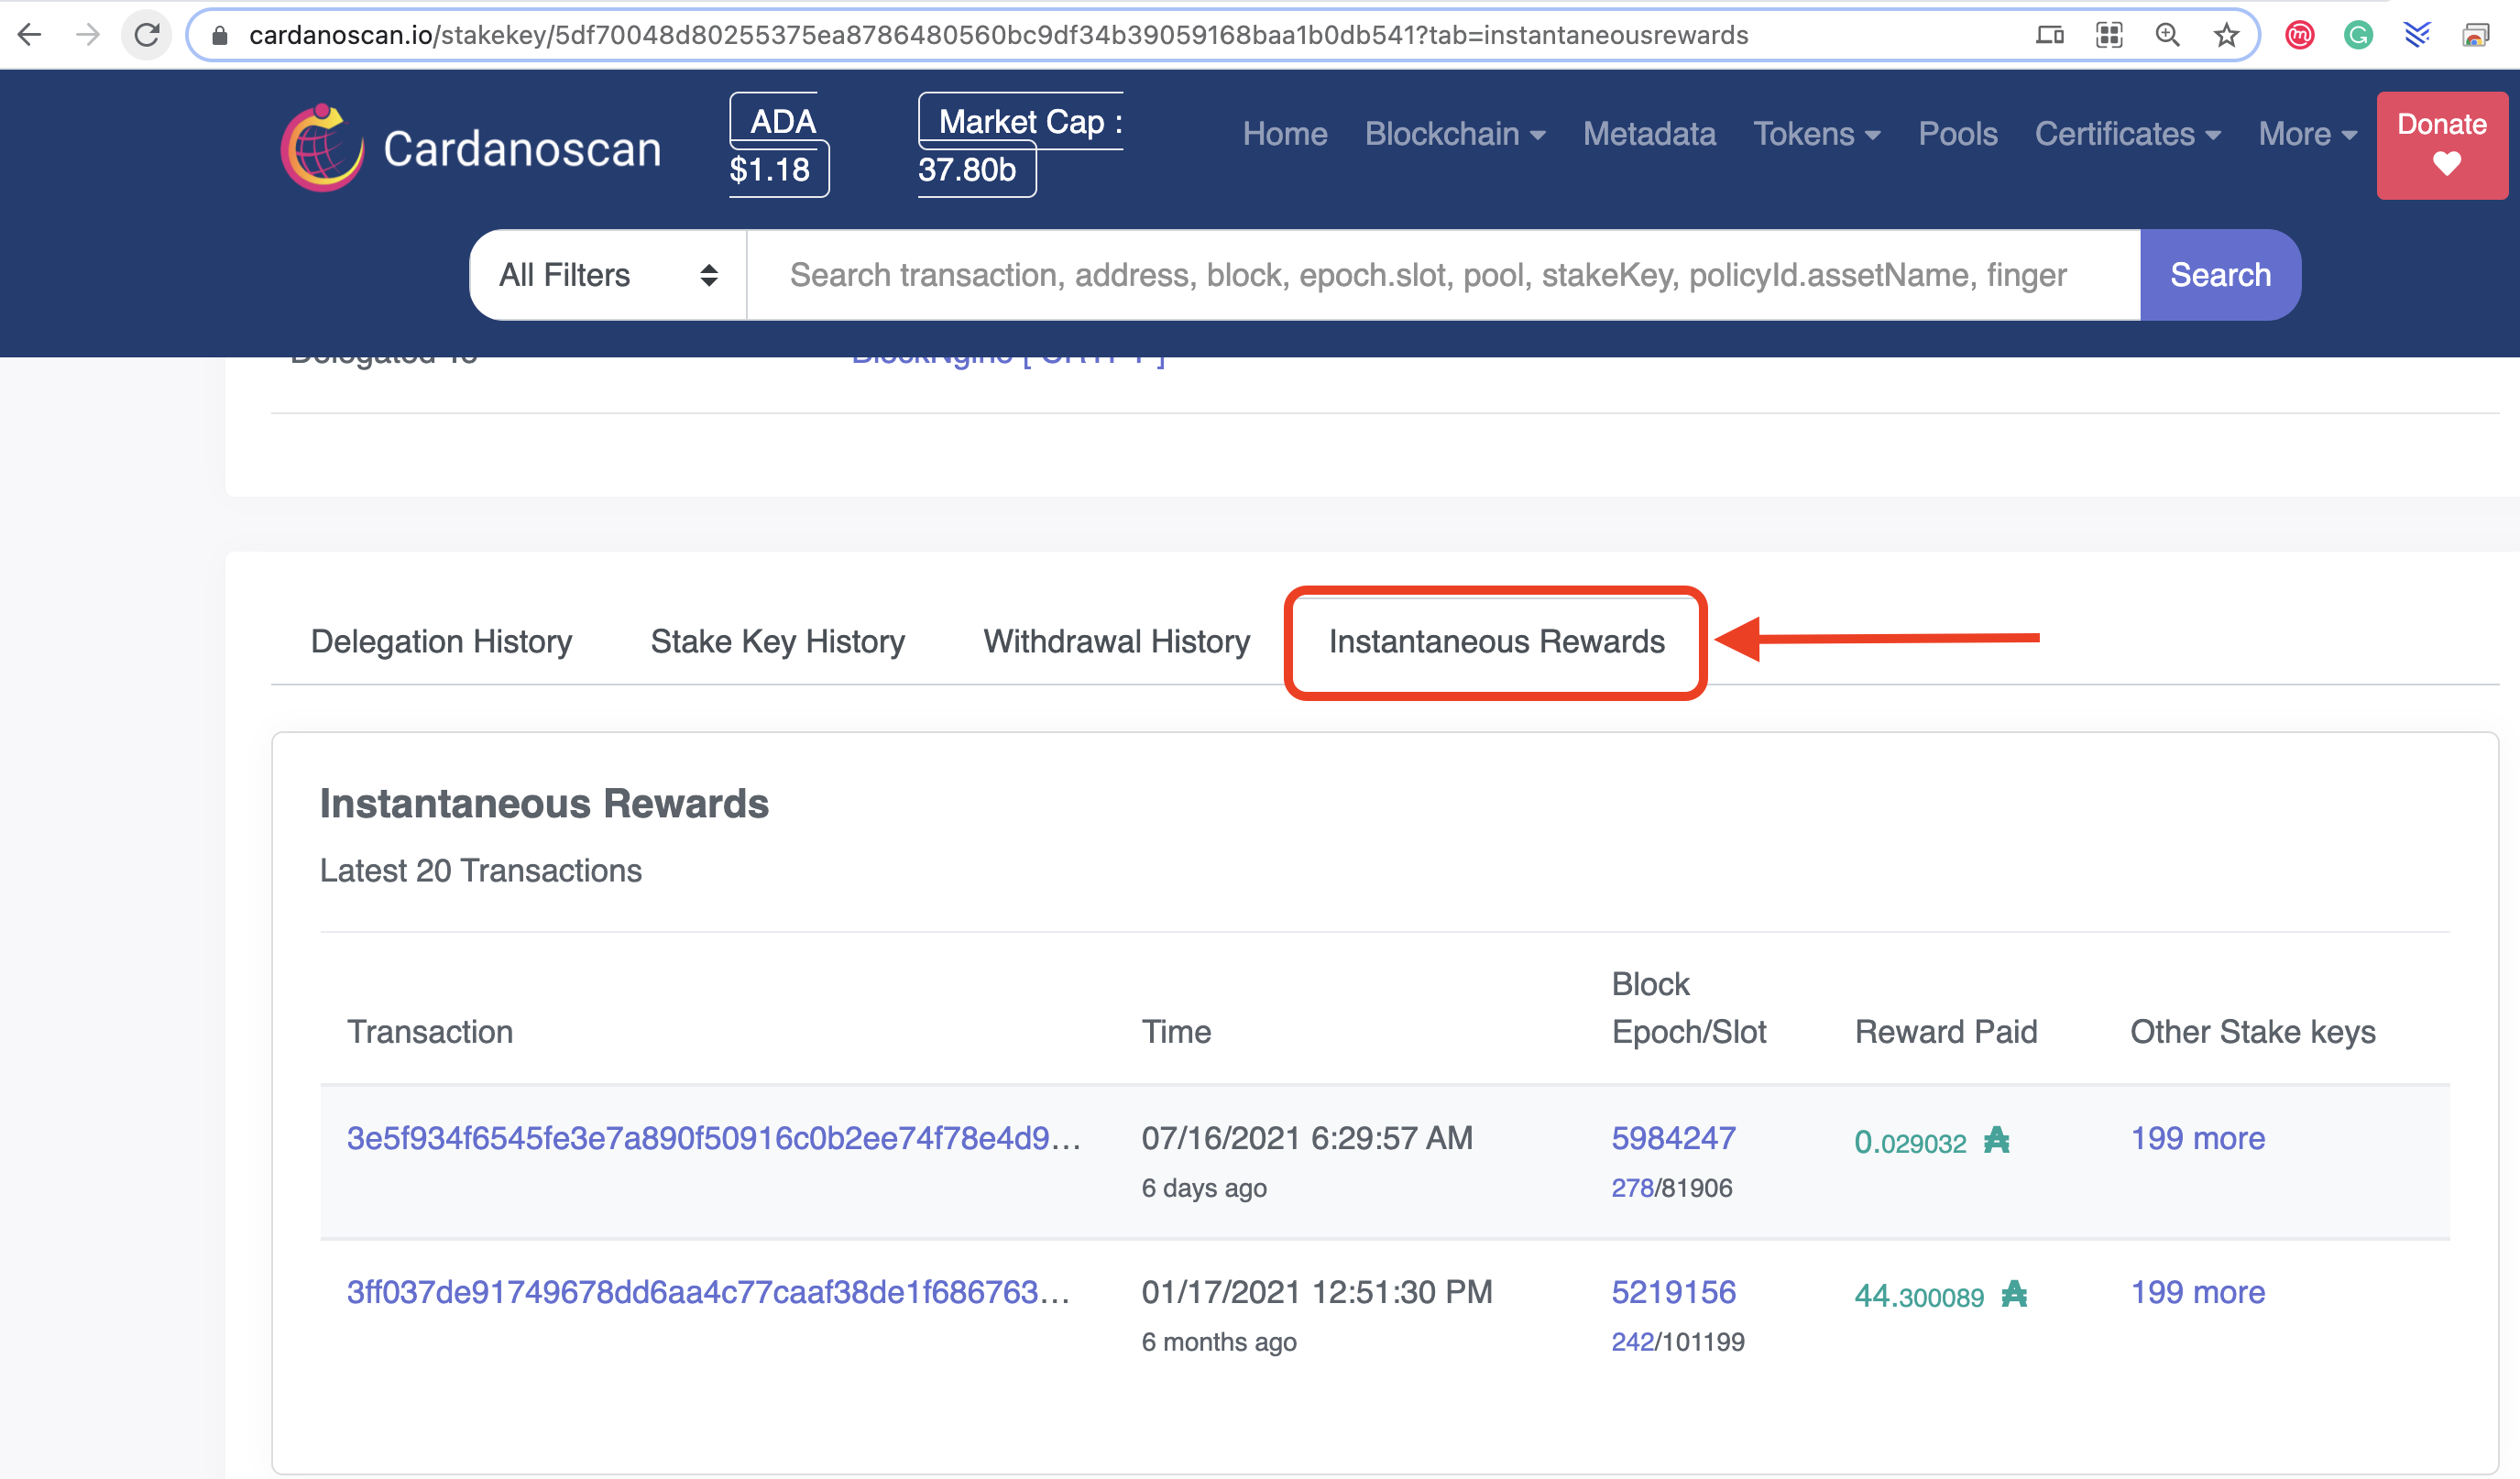 cardanoscan.io/stakekey/5df70048d80255375ea8786480560bc9df34b39059168baa1b0db541?tab=instantaneousrewards
Cardanoscan
ADA
$1.18
Market Cap :
37.80b
Home Blockchain Metadata Tokens Pools Certificates More
Donate
All Filters
Search transaction, address, block, epoch.slot, pool, stakeKey, policyId.assetName, finger
Search
Delegated To
Delegation History Stake Key History Withdrawal History Instantaneous Rewards
Instantaneous Rewards
Latest 20 Transactions
Transaction Time Block Epoch/Slot Reward Paid Other Stake keys
3e5f934f6545fe3e7a890f50916c0b2ee74f78e4d9... 07/16/2021 6:29:57 AM 5984247 0.029032 ₳ 199 more
6 days ago 278/81906
3ff037de91749678dd6aa4c77caaf38de1f686763... 01/17/2021 12:51:30 PM 5219156 44.300089 ₳ 199 more
6 months ago 242/101199